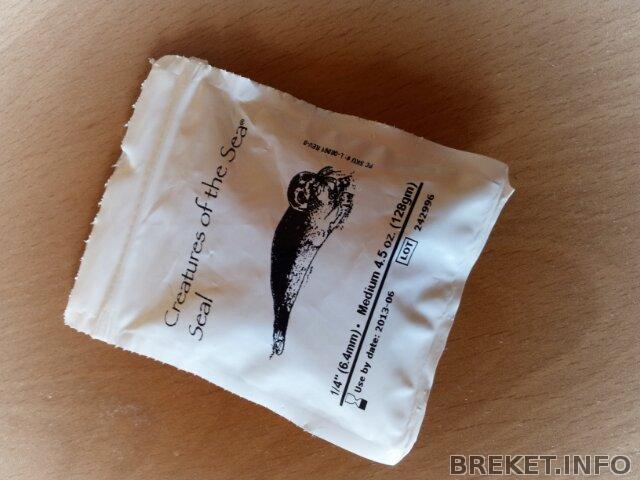 Creatures of the Sea®
Seal
1/4" (6.4mm) • Medium 4.5 oz. (128gm)
Use by date: 2013-06
LOT 242996
BREKET.INFO